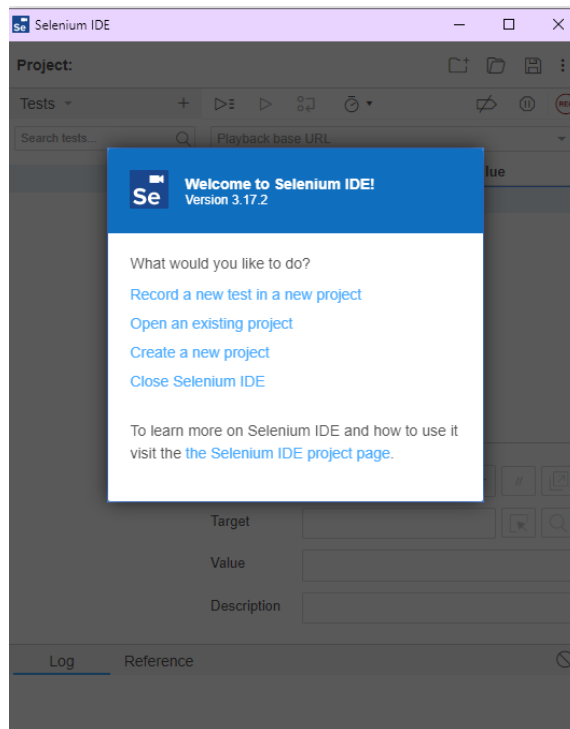 Se Selenium IDE
Project:
Tests
Search tests...
Playback base URL
REC
lue
Se
Welcome to Selenium IDE!
Version 3.17.2
What would you like to do?
Record a new test in a new project
Open an existing project
Create a new project
Close Selenium IDE
To learn more on Selenium IDE and how to use it
visit the the Selenium IDE project page.
//
Target
Value
Description
Log Reference